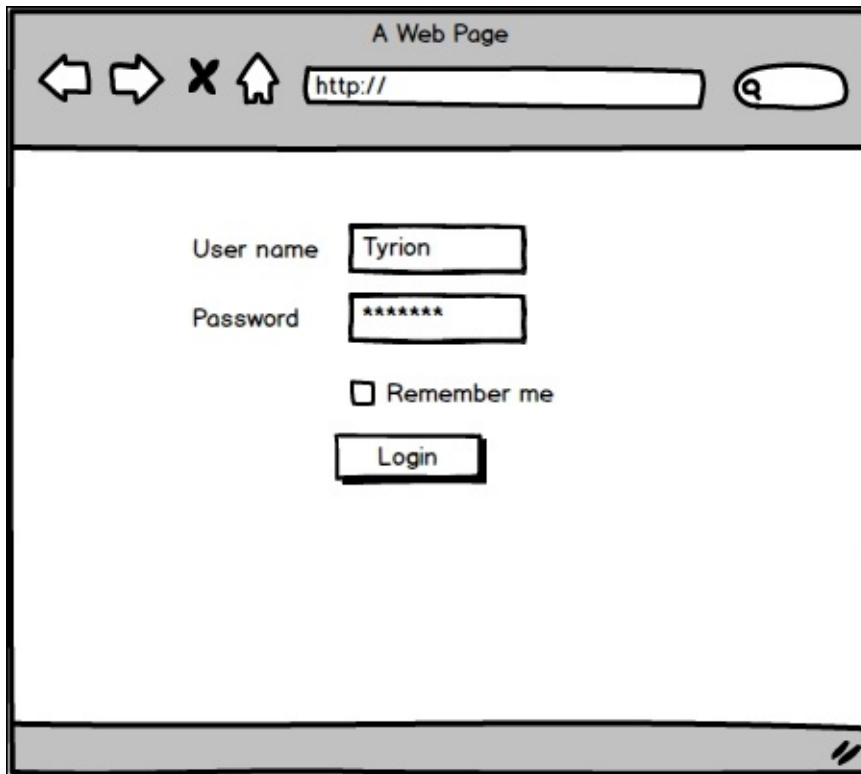 A Web Page
http://
User name Tyrion
Password *******
Remember me
Login